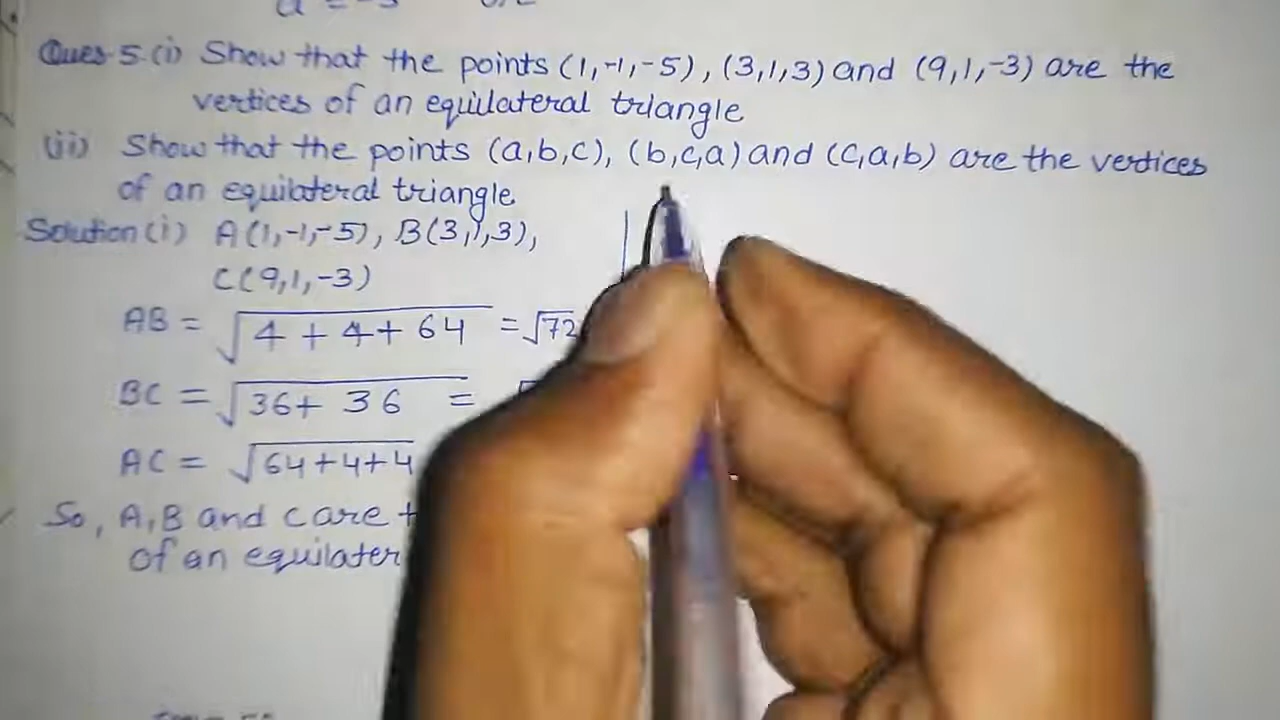 Ques 5.(i) Show that the points (1,-1,-5), (3,1,3) and (9,1,-3) are the
vertices of an equilateral triangle
(ii) Show that the points (a,b,c), (b,c,a) and (c,a,b) are the vertices
of an equilateral triangle.
Solution (i) A(1,-1,-5), B(3,1,3),
C(9,1,-3)
AB = √4 + 4 + 64 = √72
BC = √36 + 36 =
AC = √64+4+4
So, A,B and C are
of an